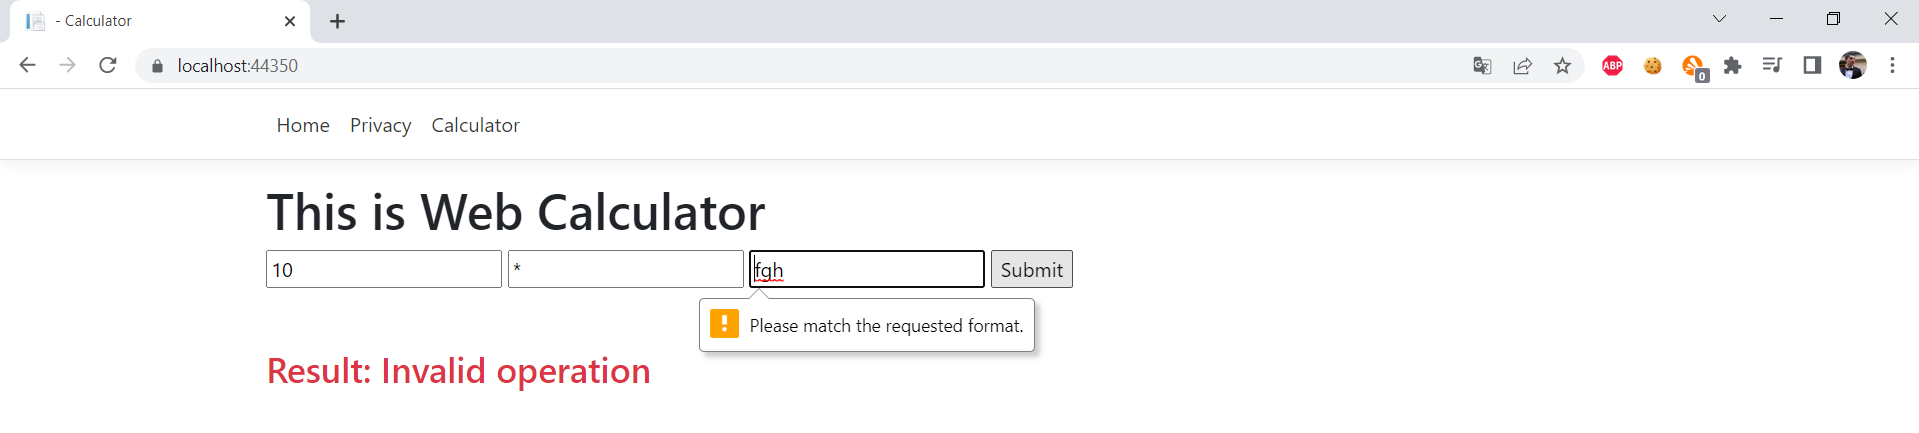 - Calculator
localhost:44350
ABP
0
Home Privacy Calculator
This is Web Calculator
10 * fgh Submit
! Please match the requested format.
Result: Invalid operation